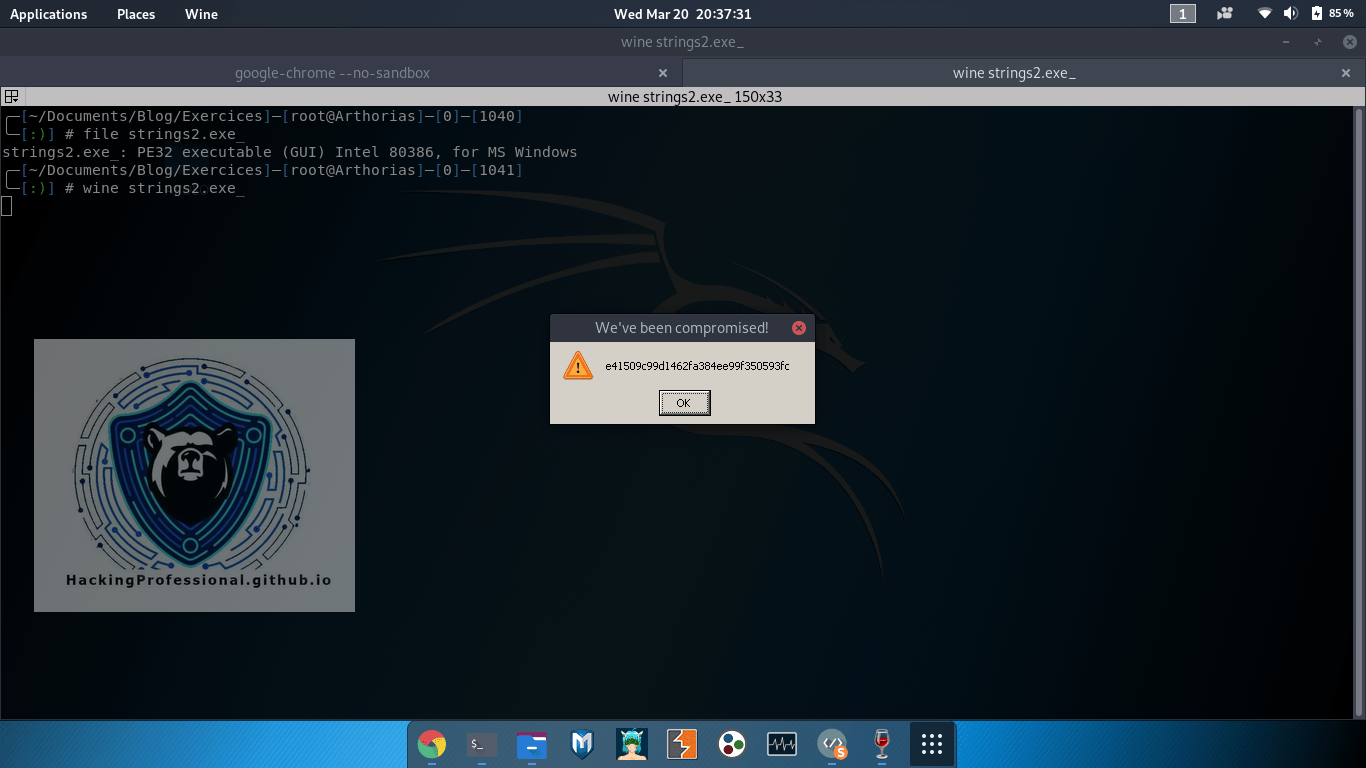 Applications Places Wine Wed Mar 20 20:37:31 1 85%
wine strings2.exe_
google-chrome --no-sandbox × wine strings2.exe_ ×
wine strings2.exe_ 150x33
[~/Documents/Blog/Exercices]—[root@Arthorias]—[0]—[1040]
[:)] # file strings2.exe_
strings2.exe_: PE32 executable (GUI) Intel 80386, for MS Windows
[~/Documents/Blog/Exercices]—[root@Arthorias]—[0]—[1041]
[:)] # wine strings2.exe_
We've been compromised!
e41509c99d1462fa384ee99f350593fc
OK
HackingProfessional.github.io
$_
S